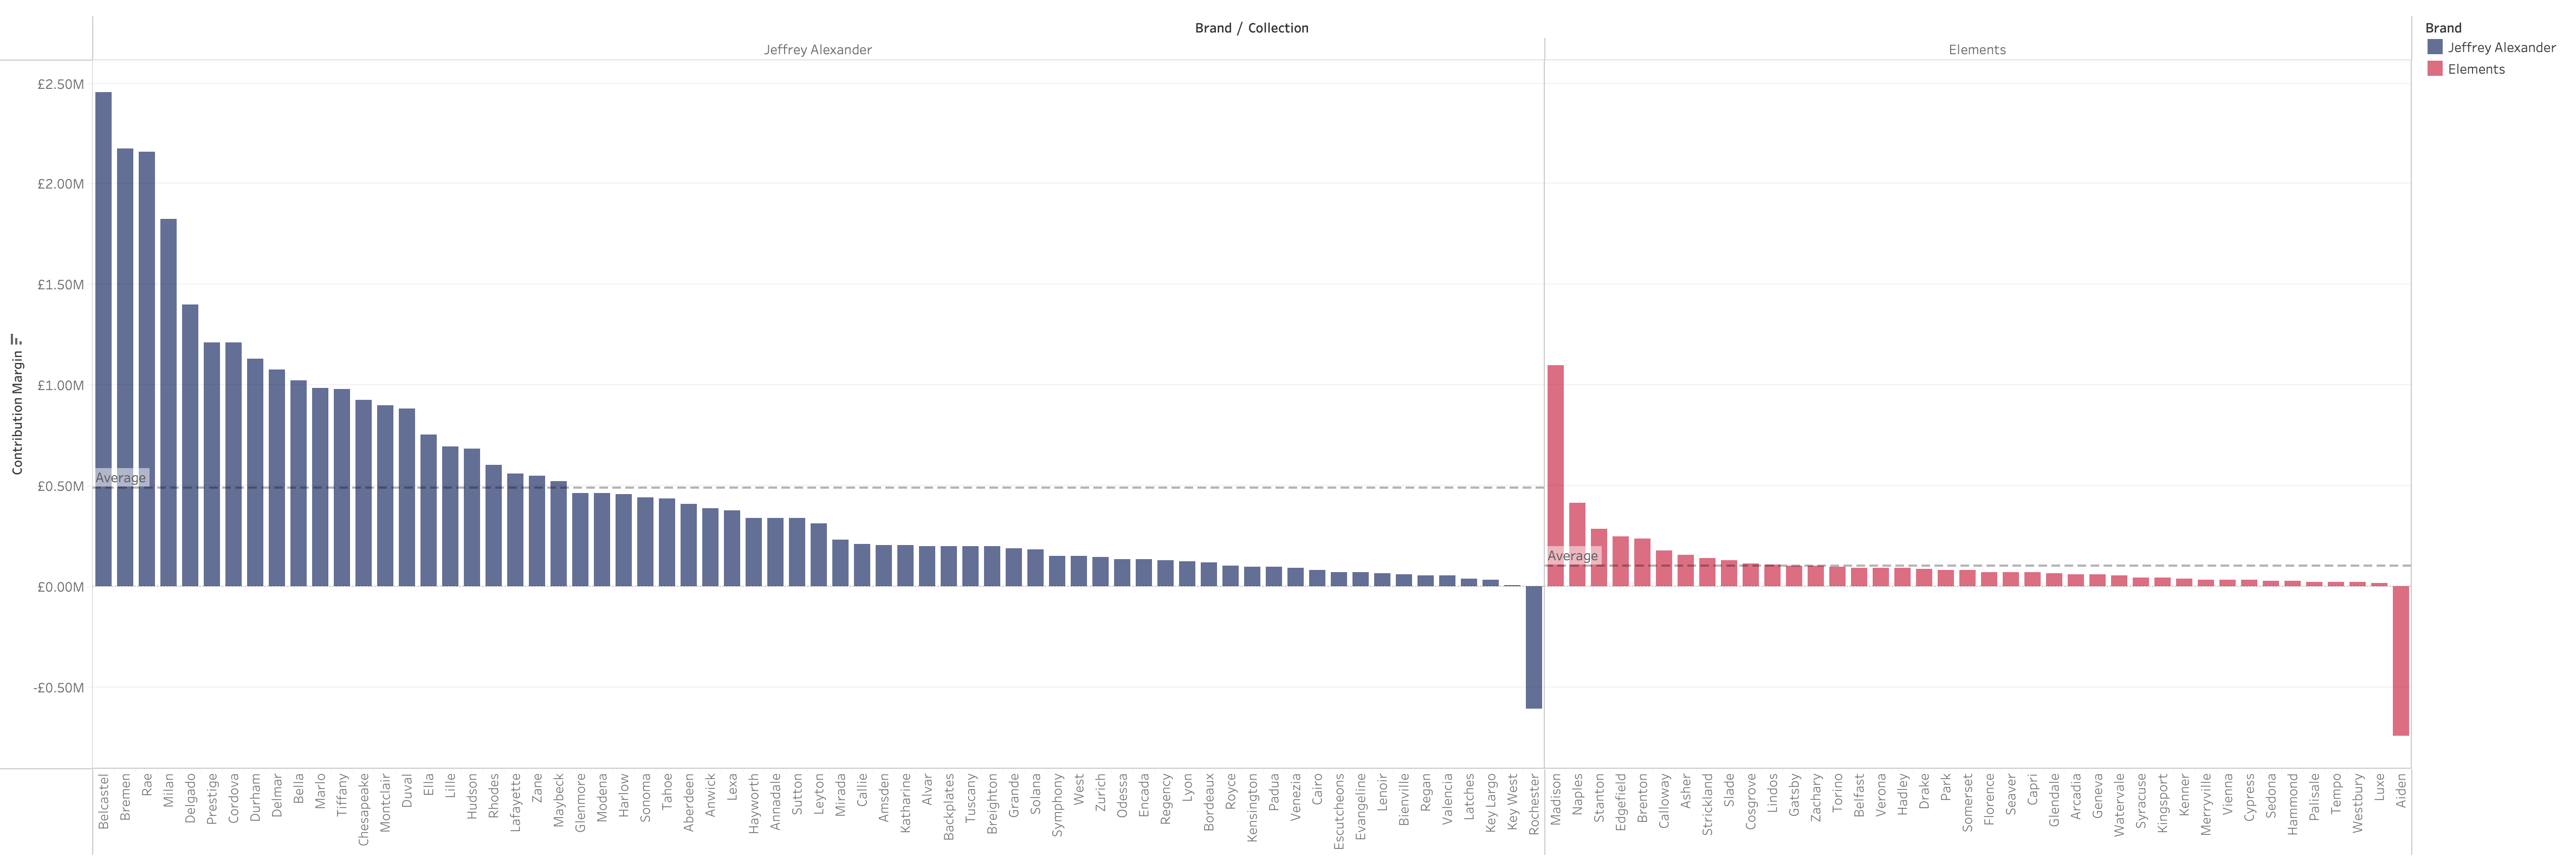 Brand / Collection
Jeffrey Alexander
Elements
Brand
Jeffrey Alexander
Elements
Contribution Margin
£2.50M
£2.00M
£1.50M
£1.00M
£0.50M
£0.00M
-£0.50M
Average
Average
Belcastel
Bremen
Rae
Milan
Delgado
Prestige
Cordova
Durham
Delmar
Bella
Marlo
Tiffany
Chesapeake
Montclair
Duval
Ella
Lille
Hudson
Rhodes
Lafayette
Zane
Maybeck
Glenmore
Modena
Harlow
Sonoma
Tahoe
Aberdeen
Anwick
Lexa
Hayworth
Annadale
Sutton
Leyton
Mirada
Callie
Amsden
Katharine
Alvar
Backplates
Tuscany
Breighton
Grande
Solana
Symphony
West
Zurich
Odessa
Encada
Regency
Lyon
Bordeaux
Royce
Kensington
Padua
Venezia
Cairo
Escutcheons
Evangeline
Lenoir
Bienville
Regan
Valencia
Latches
Key Largo
Key West
Rochester
Madison
Naples
Stanton
Edgefield
Brenton
Calloway
Asher
Strickland
Slade
Cosgrove
Lindos
Gatsby
Zachary
Torino
Belfast
Verona
Hadley
Drake
Park
Somerset
Florence
Seaver
Capri
Glendale
Arcadia
Geneva
Watervale
Syracuse
Kingsport
Kenner
Merryville
Vienna
Cypress
Sedona
Hammond
Palisale
Tempo
Westbury
Luxe
Aiden